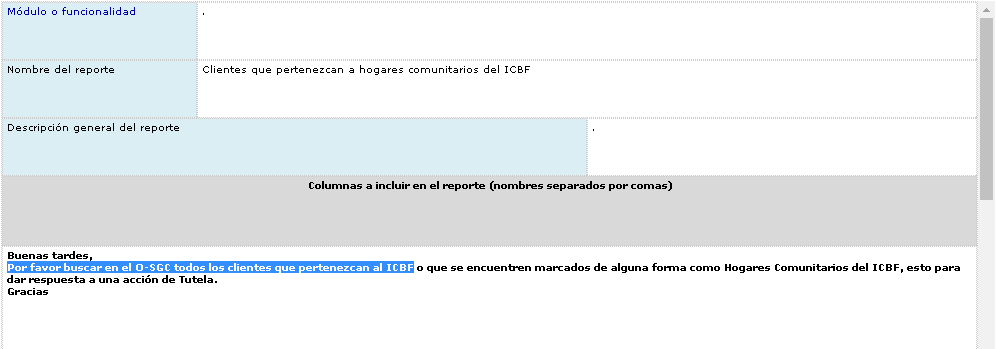 Módulo o funcionalidad .
Nombre del reporte Clientes que pertenezcan a hogares comunitarios del ICBF
Descripción general del reporte .
Columnas a incluir en el reporte (nombres separados por comas)
Buenas tardes,
Por favor buscar en el O-SGC todos los clientes que pertenezcan al ICBF o que se encuentren marcados de alguna forma como Hogares Comunitarios del ICBF, esto para
dar respuesta a una acción de Tutela.
Gracias